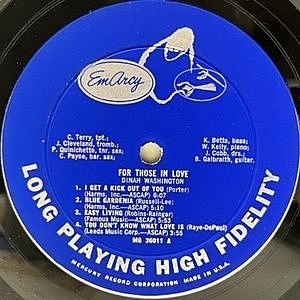 EmArcy
C. Terry, tpt.;
J. Cleveland, tromb.;
P. Quinichette, tnr. sax;
C. Payne, bar. sax;
K. Betts, bass;
W. Kelly, piano;
J. Cobb, drs.;
B. Galbraith, guitar.
FOR THOSE IN LOVE
DINAH WASHINGTON
1. I GET A KICK OUT OF YOU (Porter)
(Harms, Inc.—ASCAP) 6:07
2. BLUE GARDENIA (Russell-Lee)
(Harms, Inc.—ASCAP) 5:10
3. EASY LIVING (Robins-Raingar)
(Famous Music—ASCAP) 5:53
4. YOU DON'T KNOW WHAT LOVE IS (Raye-DePaul)
(Leeds Music Corp.—ASCAP) 3:55
MG 36011 A
LONG PLAYING HIGH FIDELITY
MERCURY RECORD CORPORATION MADE IN U.S.A.